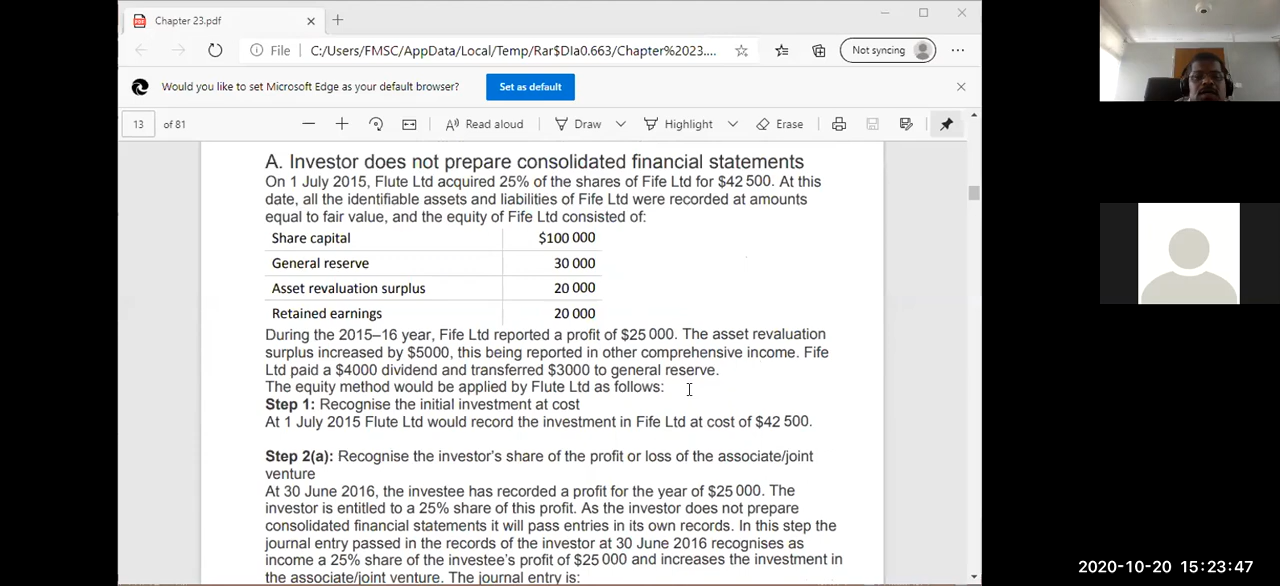 Chapter 23.pdf
File C:/Users/FMSC/AppData/Local/Temp/Rar$DIa0.663/Chapter%2023.... Not syncing
Would you like to set Microsoft Edge as your default browser? Set as default
13 of 81 Read aloud Draw Highlight Erase
A. Investor does not prepare consolidated financial statements
On 1 July 2015, Flute Ltd acquired 25% of the shares of Fife Ltd for $42 500. At this
date, all the identifiable assets and liabilities of Fife Ltd were recorded at amounts
equal to fair value, and the equity of Fife Ltd consisted of:
Share capital $100 000
General reserve 30 000
Asset revaluation surplus 20 000
Retained earnings 20 000
During the 2015–16 year, Fife Ltd reported a profit of $25 000. The asset revaluation
surplus increased by $5000, this being reported in other comprehensive income. Fife
Ltd paid a $4000 dividend and transferred $3000 to general reserve.
The equity method would be applied by Flute Ltd as follows:
Step 1: Recognise the initial investment at cost
At 1 July 2015 Flute Ltd would record the investment in Fife Ltd at cost of $42 500.
Step 2(a): Recognise the investor's share of the profit or loss of the associate/joint
venture
At 30 June 2016, the investee has recorded a profit for the year of $25 000. The
investor is entitled to a 25% share of this profit. As the investor does not prepare
consolidated financial statements it will pass entries in its own records. In this step the
journal entry passed in the records of the investor at 30 June 2016 recognises as
income a 25% share of the investee's profit of $25 000 and increases the investment in
the associate/joint venture. The journal entry is:
2020-10-20 15:23:47